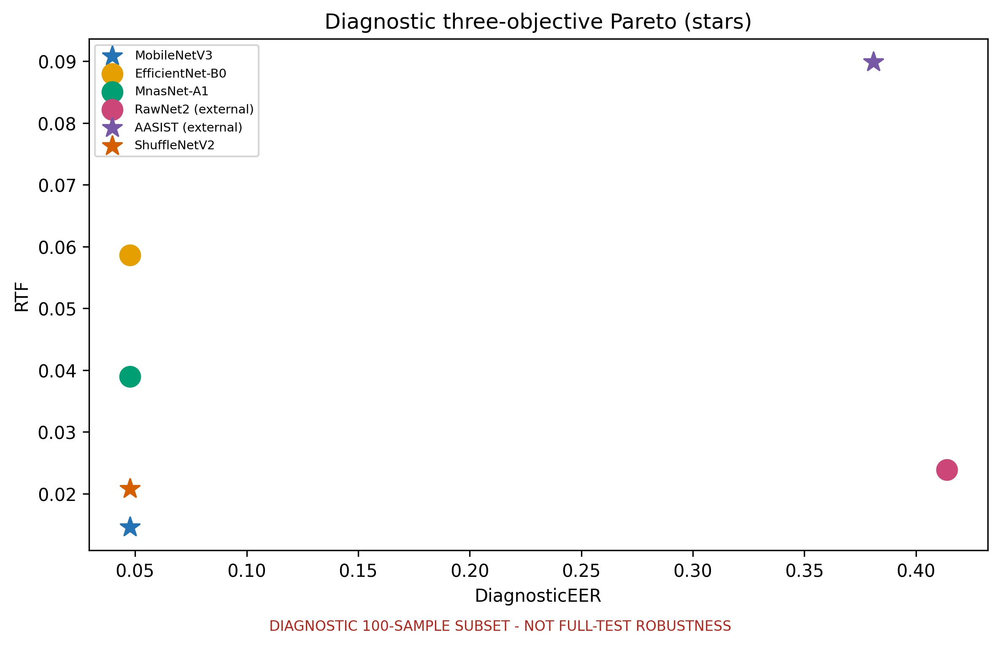 Diagnostic three-objective Pareto (stars)
MobileNetV3
EfficientNet-B0
MnasNet-A1
RawNet2 (external)
AASIST (external)
ShuffleNetV2
0.09
0.08
0.07
0.06
0.05
0.04
0.03
0.02
RTF
0.05 0.10 0.15 0.20 0.25 0.30 0.35 0.40
DiagnosticEER
DIAGNOSTIC 100-SAMPLE SUBSET - NOT FULL-TEST ROBUSTNESS